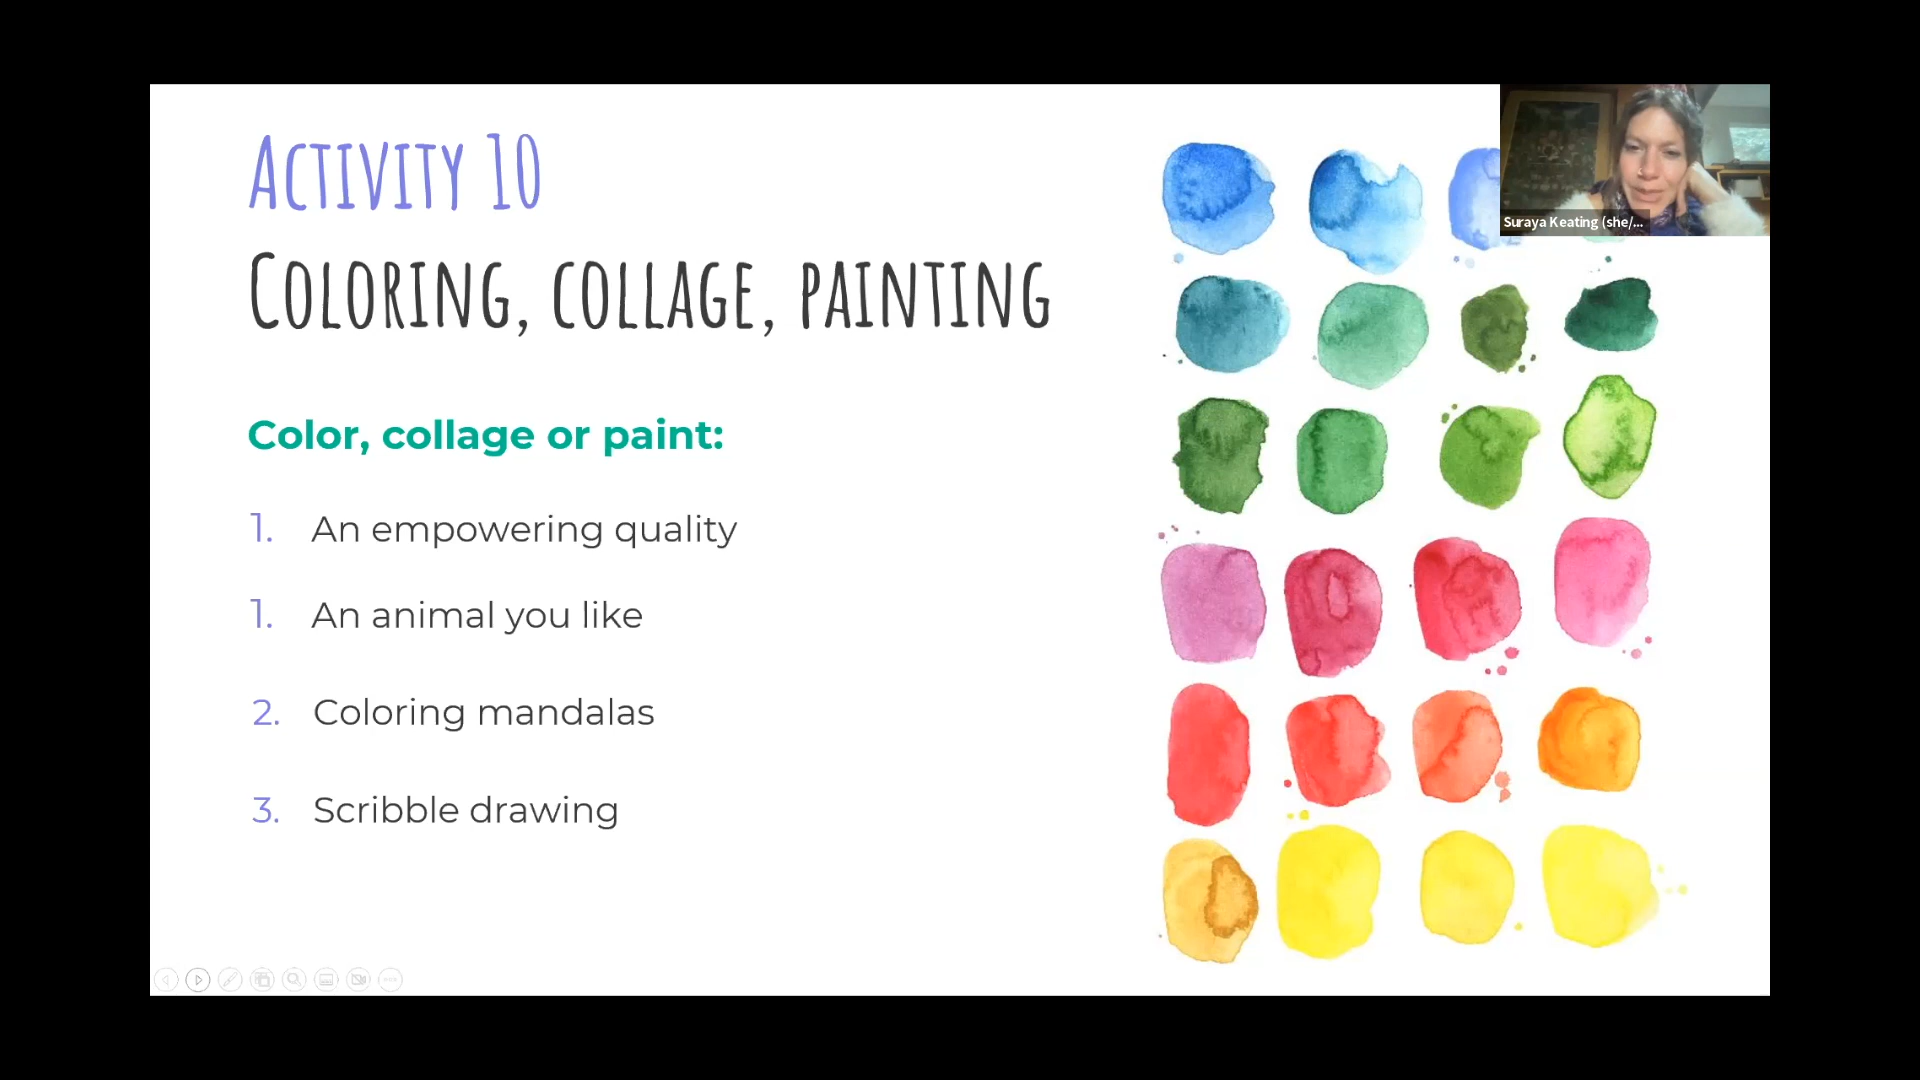 Activity 10
Coloring, collage, painting
Color, collage or paint:
1. An empowering quality
1. An animal you like
2. Coloring mandalas
3. Scribble drawing
Suraya Keating (she/...